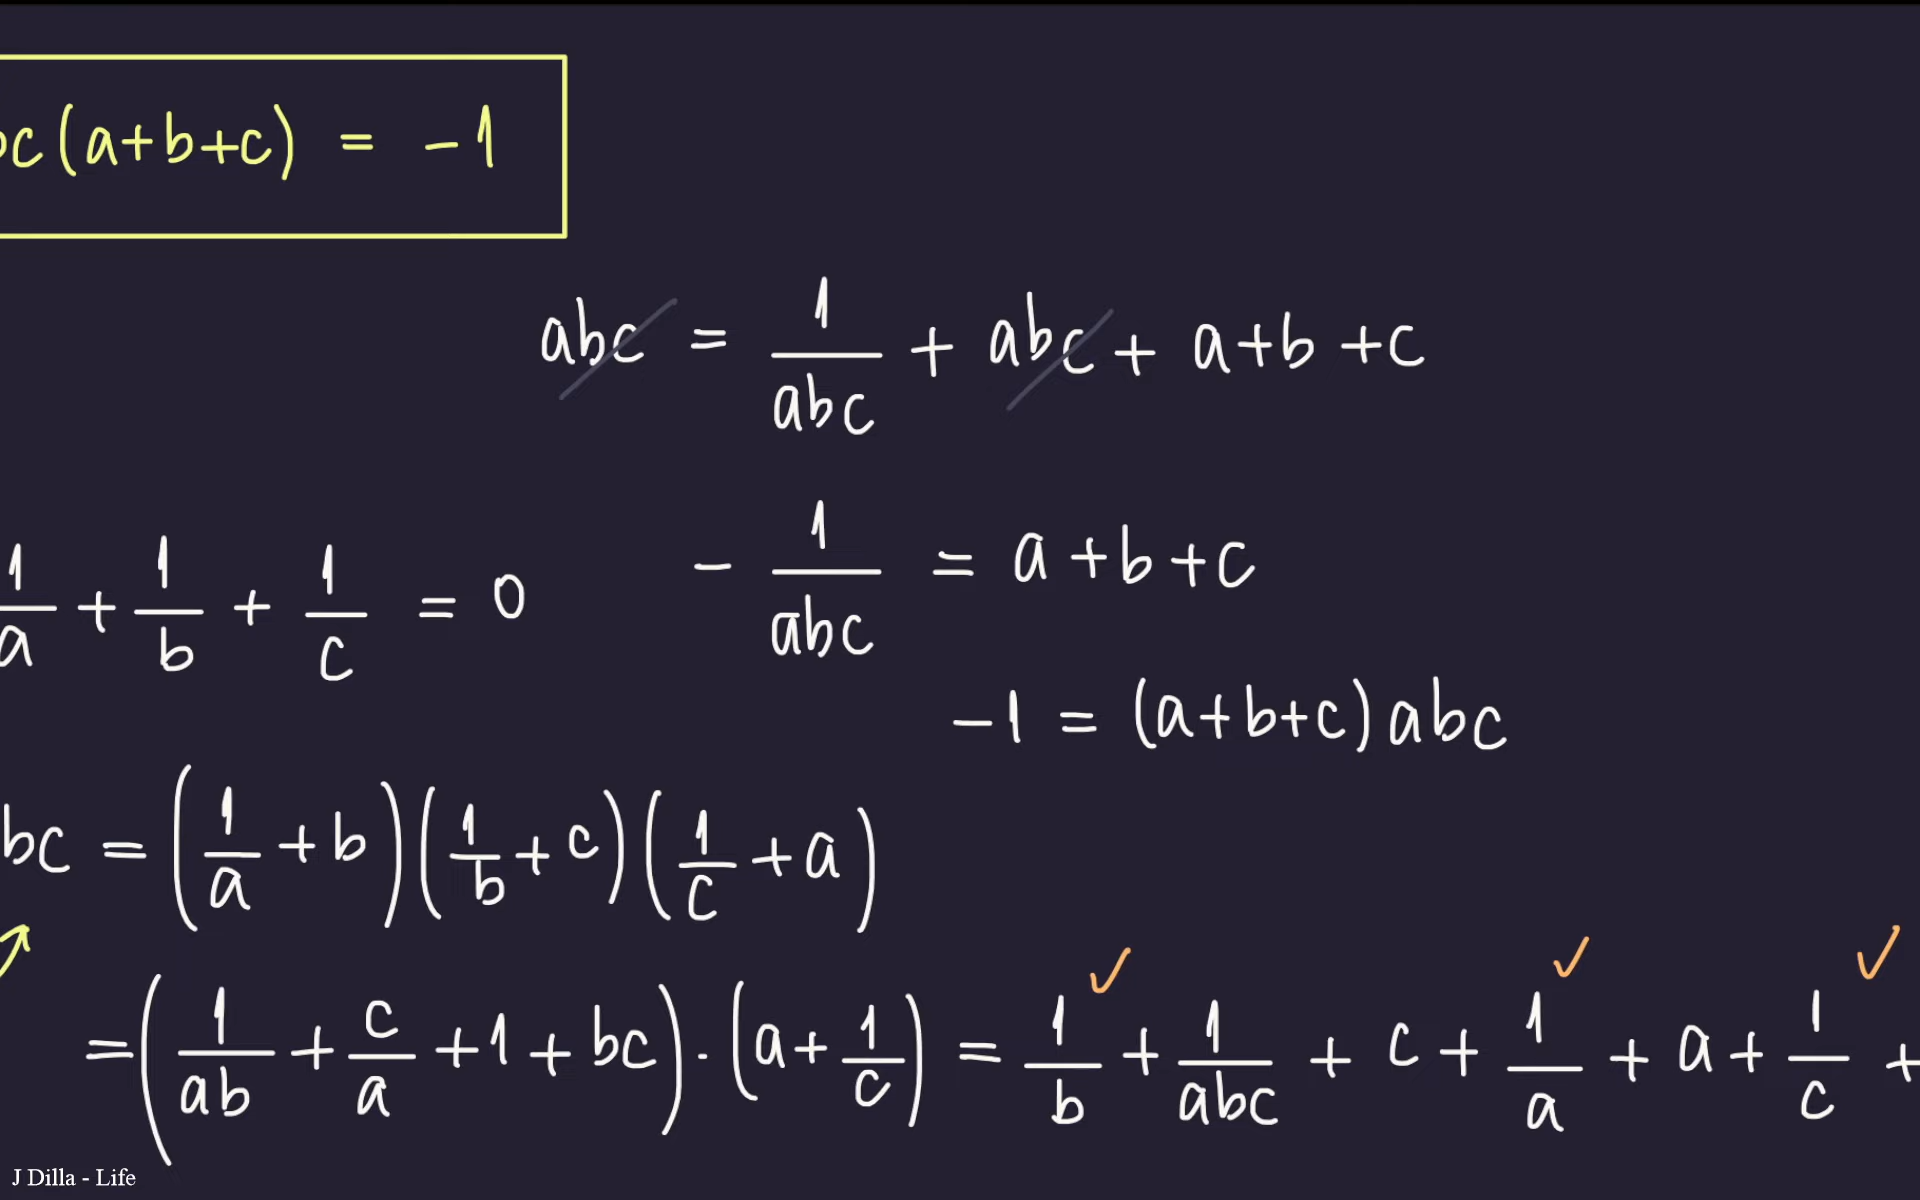 bc(a+b+c) = -1
abc = 1/abc + abc + a+b+c
1/a + 1/b + 1/c = 0
- 1/abc = a+b+c
-1 = (a+b+c)abc
bc = (1/a + b)(1/b + c)(1/c + a)
=(1/ab + c/a + 1 + bc)·(a + 1/c) = 1/b + 1/abc + c + 1/a + a + 1/c +
J Dilla - Life